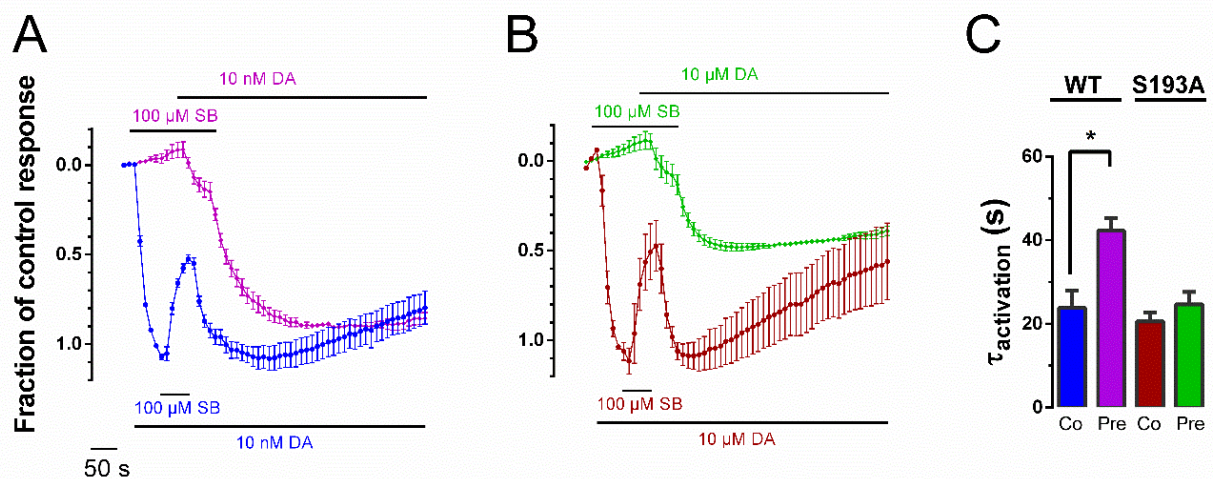 A
B
C
10 nM DA
100 µM SB
10 µM DA
100 µM SB
WT
S193A
*
Fraction of control response
0.0
0.5
1.0
0.0
0.5
1.0
τactivation (s)
60
40
20
0
Co
Pre
Co
Pre
100 µM SB
10 nM DA
100 µM SB
10 µM DA
50 s